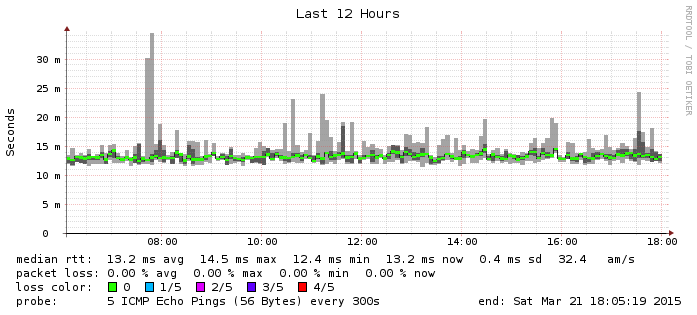 Last 12 Hours
RRDTOOL / TOBI OETIKER
Seconds
30 m
25 m
20 m
15 m
10 m
5 m
0
08:00 10:00 12:00 14:00 16:00 18:00
median rtt: 13.2 ms avg 14.5 ms max 12.4 ms min 13.2 ms now 0.4 ms sd 32.4 am/s
packet loss: 0.00 % avg 0.00 % max 0.00 % min 0.00 % now
loss color: 0 1/5 2/5 3/5 4/5
probe: 5 ICMP Echo Pings (56 Bytes) every 300s end: Sat Mar 21 18:05:19 2015